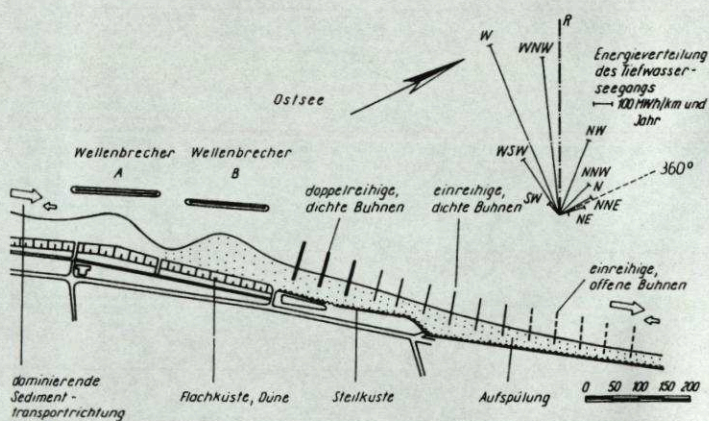 R
W
WNW
Energieverteilung
des Tiefwasser-
seegangs
100 MWh/km und
Jahr
Ostsee
NW
WSW
NNW
360°
N
SW
NNE
NE
Wellenbrecher
A
Wellenbrecher
B
doppelreihige,
dichte Buhnen
einreihige,
dichte Buhnen
einreihige,
offene Buhnen
dominierende
Sediment-
transportrichtung
Flachküste, Düne
Steilküste
Aufspülung
0 50 100 150 200